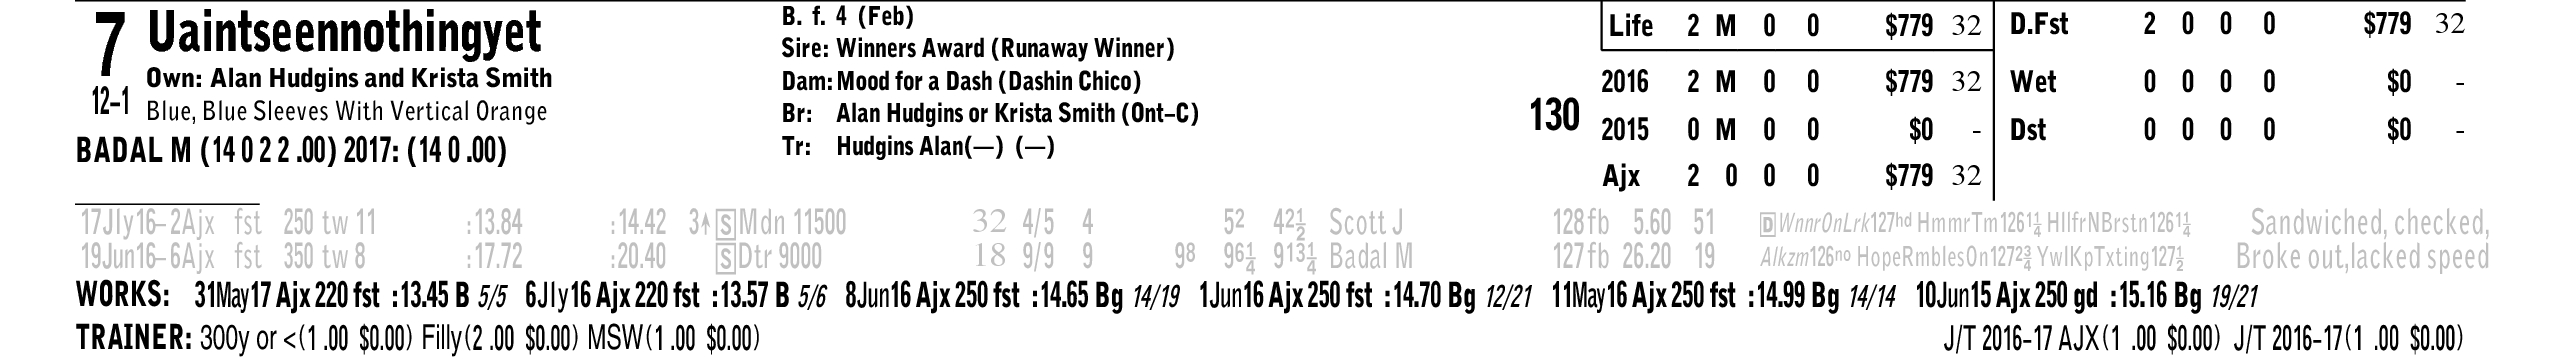 7 Uaintseennothingyet
Own: Alan Hudgins and Krista Smith
12–1 Blue, Blue Sleeves With Vertical Orange
BADAL M (14 0 2 2 .00) 2017: (14 0 .00)
B. f. 4 (Feb)
Sire: Winners Award (Runaway Winner)
Dam: Mood for a Dash (Dashin Chico)
Br: Alan Hudgins or Krista Smith (Ont–C)
Tr: Hudgins Alan(—) (—)
130
Life 2 M 0 0 $779 32
2016 2 M 0 0 $779 32
2015 0 M 0 0 $0 -
Ajx 2 0 0 0 $779 32
D.Fst 2 0 0 0 $779 32
Wet 0 0 0 0 $0 -
Dst 0 0 0 0 $0 -
17Jly16–2Ajx fst 250 tw 11 :13.84 :14.42 3↑ S Mdn 11500 32 4/5 4 5² 42½ Scott J 128fb 5.60 51 D WnnrOnLrk127hd HmmrTm1261¼ HllfrNBrstn1261¼ Sandwiched, checked,
19Jun16–6Ajx fst 350 tw 8 :17.72 :20.40 S Dtr 9000 18 9/9 9 9⁸ 96¼ 913¼ Badal M 127fb 26.20 19 Alkzm126no HopeRmblesOn1272¾ YwlKpTxting127½ Broke out,lacked speed
WORKS: 31May17 Ajx 220 fst :13.45 B 5/5 6Jly16 Ajx 220 fst :13.57 B 5/6 8Jun16 Ajx 250 fst :14.65 Bg 14/19 1Jun16 Ajx 250 fst :14.70 Bg 12/21 11May16 Ajx 250 fst :14.99 Bg 14/14 10Jun15 Ajx 250 gd :15.16 Bg 19/21
TRAINER: 300y or <(1 .00 $0.00) Filly(2 .00 $0.00) MSW(1 .00 $0.00) J/T 2016-17 AJX(1 .00 $0.00) J/T 2016-17(1 .00 $0.00)